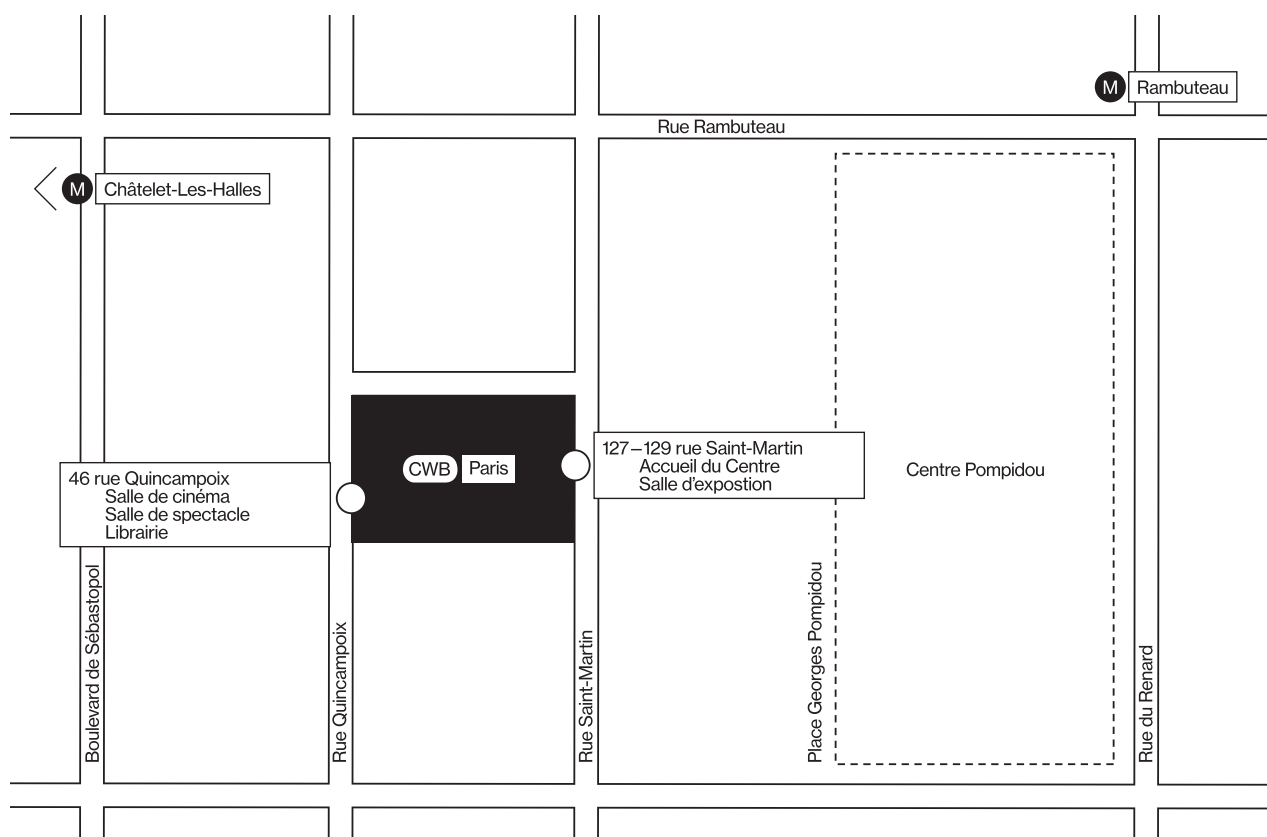 M
Rambuteau
Rue Rambuteau
M
Châtelet-Les-Halles
127–129 rue Saint-Martin
Accueil du Centre
Salle d'expostion
CWB
Paris
Centre Pompidou
46 rue Quincampoix
Salle de cinéma
Salle de spectacle
Librairie
Boulevard de Sébastopol
Rue Quincampoix
Rue Saint-Martin
Place Georges Pompidou
Rue du Renard